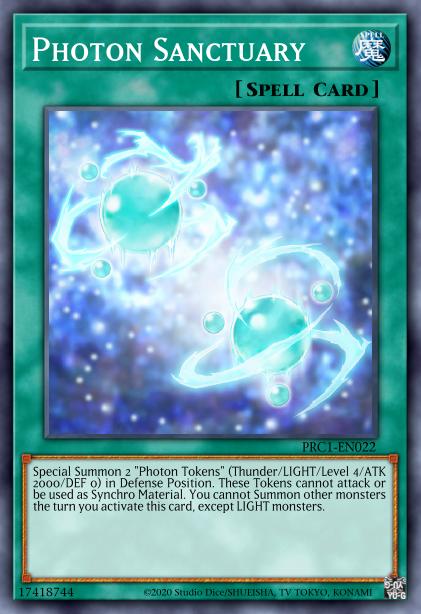 Photon Sanctuary
SPELL
魔
[Spell Card]
PRC1-EN022
Special Summon 2 "Photon Tokens" (Thunder/LIGHT/Level 4/ATK
2000/DEF 0) in Defense Position. These Tokens cannot attack or
be used as Synchro Material. You cannot Summon other monsters
the turn you activate this card, except LIGHT monsters.
17418744
©2020 Studio Dice/SHUEISHA, TV TOKYO, KONAMI